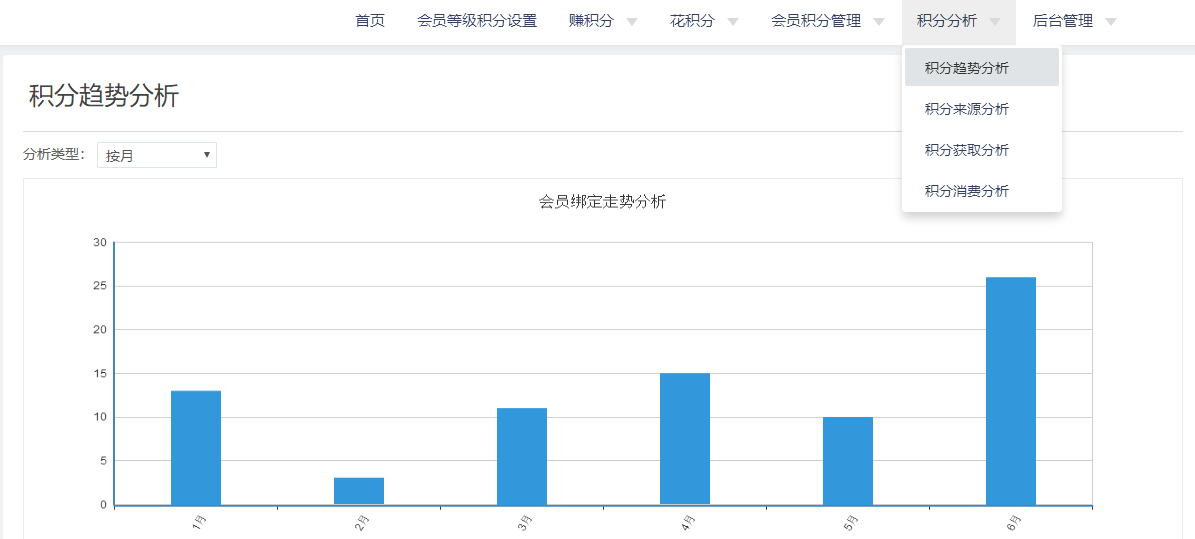 首页 会员等级积分设置 赚积分 花积分 会员积分管理 积分分析 后台管理
积分趋势分析
积分来源分析
积分获取分析
积分消费分析
积分趋势分析
分析类型： 按月
会员绑定走势分析
30
25
20
15
10
5
0
1月 2月 3月 4月 5月 6月